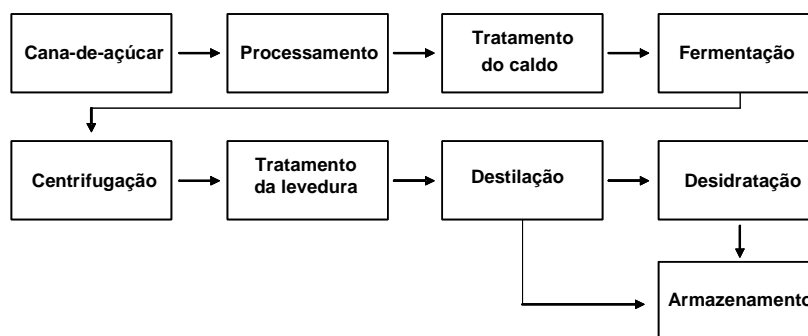 Cana-de-açúcar
Processamento
Tratamento
do caldo
Fermentação
Centrifugação
Tratamento
da levedura
Destilação
Desidratação
Armazenamento